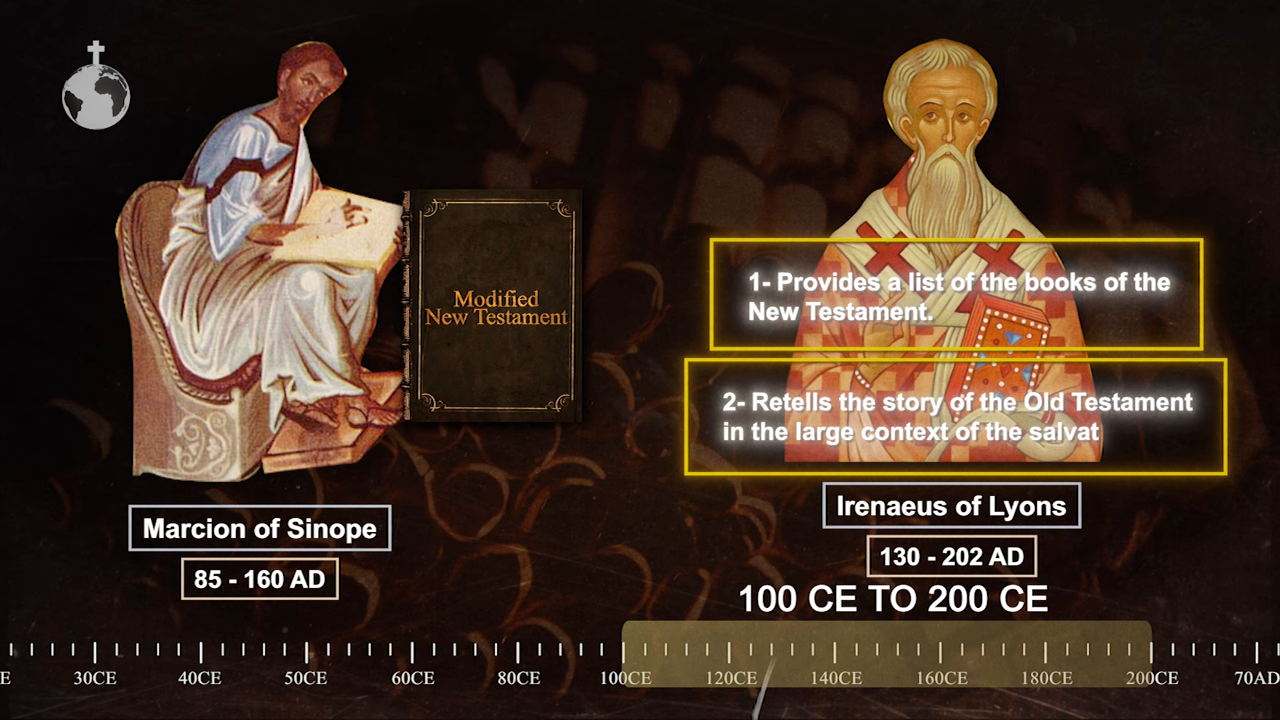 Modified
New Testament
1- Provides a list of the books of the
New Testament.
2- Retells the story of the Old Testament
in the large context of the salvat
Marcion of Sinope
85 - 160 AD
Irenaeus of Lyons
130 - 202 AD
100 CE TO 200 CE
E 30CE 40CE 50CE 60CE 80CE 100CE 120CE 140CE 160CE 180CE 200CE 70AD